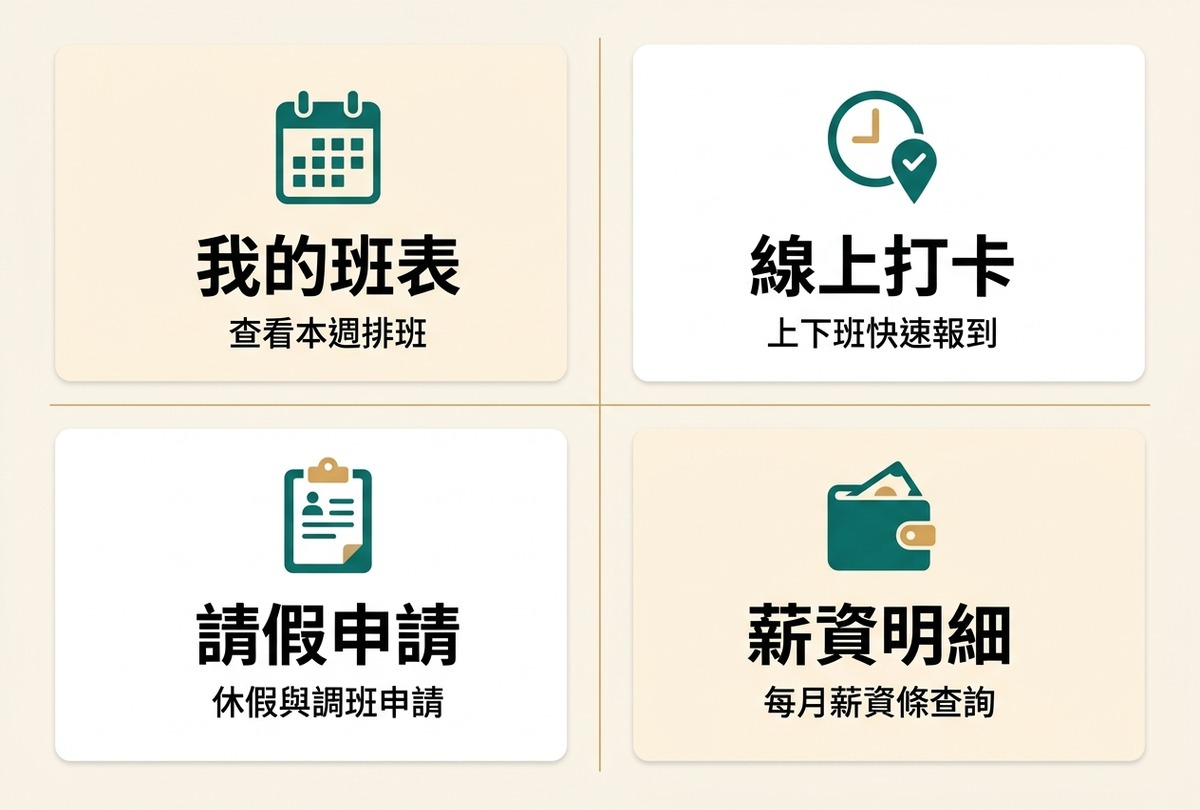 我的班表
查看本週排班
線上打卡
上下班快速報到
請假申請
休假與調班申請
薪資明細
每月薪資條查詢